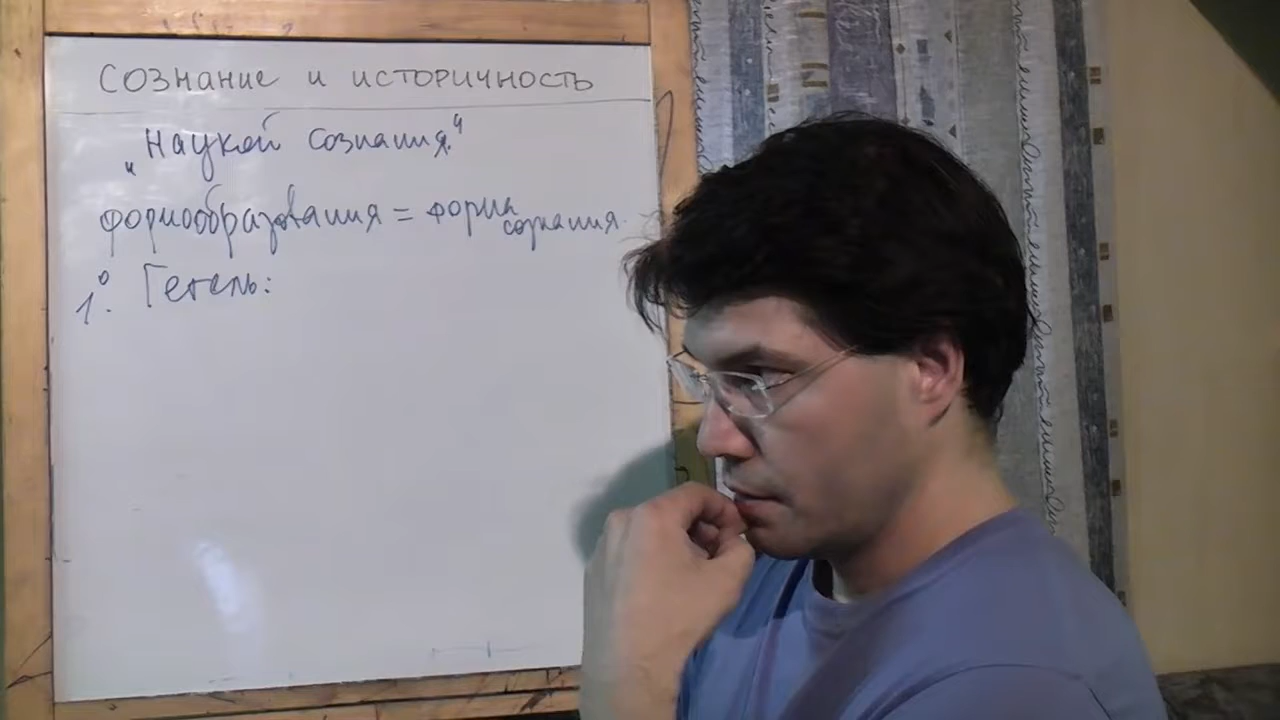 СОЗНАНИЕ И ИСТОРИЧНОСТЬ
„Наукой сознания.“
формообразования = форма
сознания.
1.° Гегель: